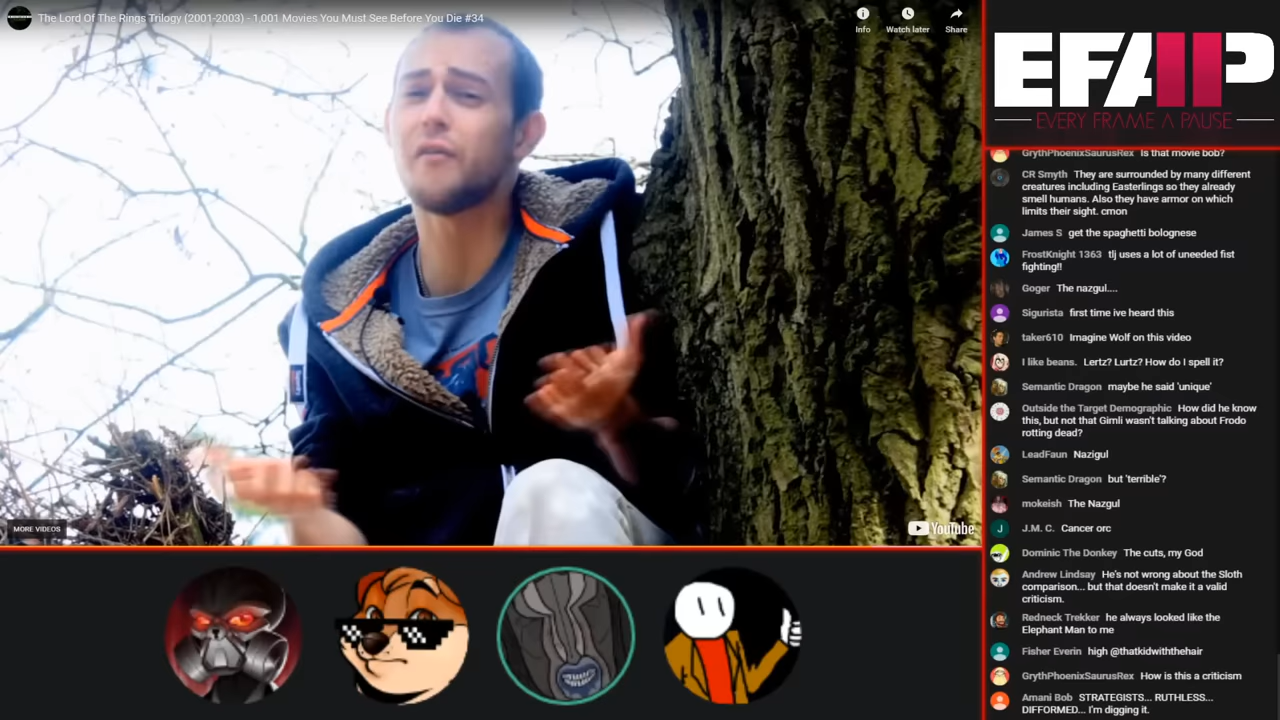 The Lord Of The Rings Trilogy (2001-2003) - 1,001 Movies You Must See Before You Die #34
Info
Watch later
Share
MORE VIDEOS
YouTube
EFAP
EVERY FRAME A PAUSE
GrythPhoenixSaurusRex Is that movie bob?
CR Smyth They are surrounded by many different
creatures including Easterlings so they already
smell humans. Also they have armor on which
limits their sight. cmon
James S get the spaghetti bolognese
FrostKnight 1363 tlj uses a lot of uneeded fist
fighting!!
Goger The nazgul....
Sigurista first time ive heard this
taker610 Imagine Wolf on this video
I like beans. Lertz? Lurtz? How do I spell it?
Semantic Dragon maybe he said 'unique'
Outside the Target Demographic How did he know
this, but not that Gimli wasn't talking about Frodo
rotting dead?
LeadFaun Nazigul
Semantic Dragon but 'terrible'?
mokeish The Nazgul
J
J.M. C. Cancer orc
Dominic The Donkey The cuts, my God
Andrew Lindsay He's not wrong about the Sloth
comparison... but that doesn't make it a valid
criticism.
Redneck Trekker he always looked like the
Elephant Man to me
Fisher Everin high @thatkidwiththehair
GrythPhoenixSaurusRex How is this a criticism
Amani Bob STRATEGISTS... RUTHLESS...
DIFFORMED... I'm digging it.